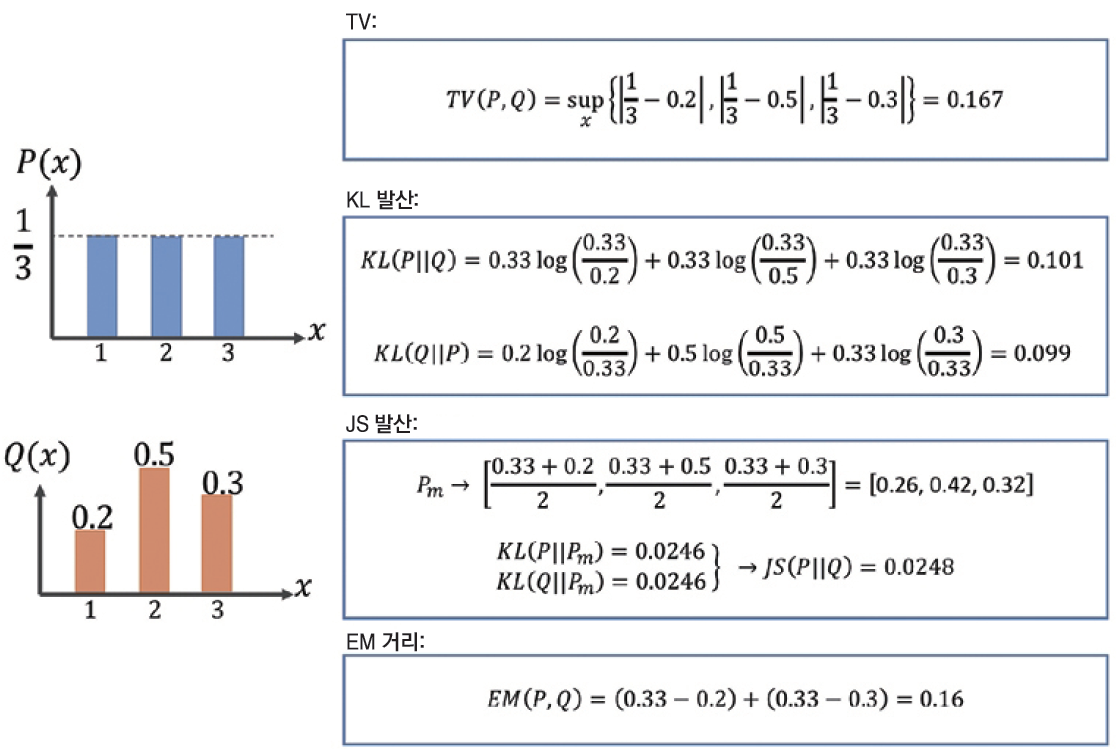 TV:
TV(P,Q) = sup_x {|1/3 − 0.2|, |1/3 − 0.5|, |1/3 − 0.3|} = 0.167
P(x)
1/3
x
1 2 3
KL 발산:
KL(P||Q) = 0.33 log(0.33/0.2) + 0.33 log(0.33/0.5) + 0.33 log(0.33/0.3) = 0.101
KL(Q||P) = 0.2 log(0.2/0.33) + 0.5 log(0.5/0.33) + 0.33 log(0.3/0.33) = 0.099
Q(x)
0.2 0.5 0.3
x
1 2 3
JS 발산:
P_m → [(0.33 + 0.2)/2, (0.33 + 0.5)/2, (0.33 + 0.3)/2] = [0.26, 0.42, 0.32]
KL(P||P_m) = 0.0246
KL(Q||P_m) = 0.0246
} → JS(P||Q) = 0.0248
EM 거리:
EM(P,Q) = (0.33 − 0.2) + (0.33 − 0.3) = 0.16